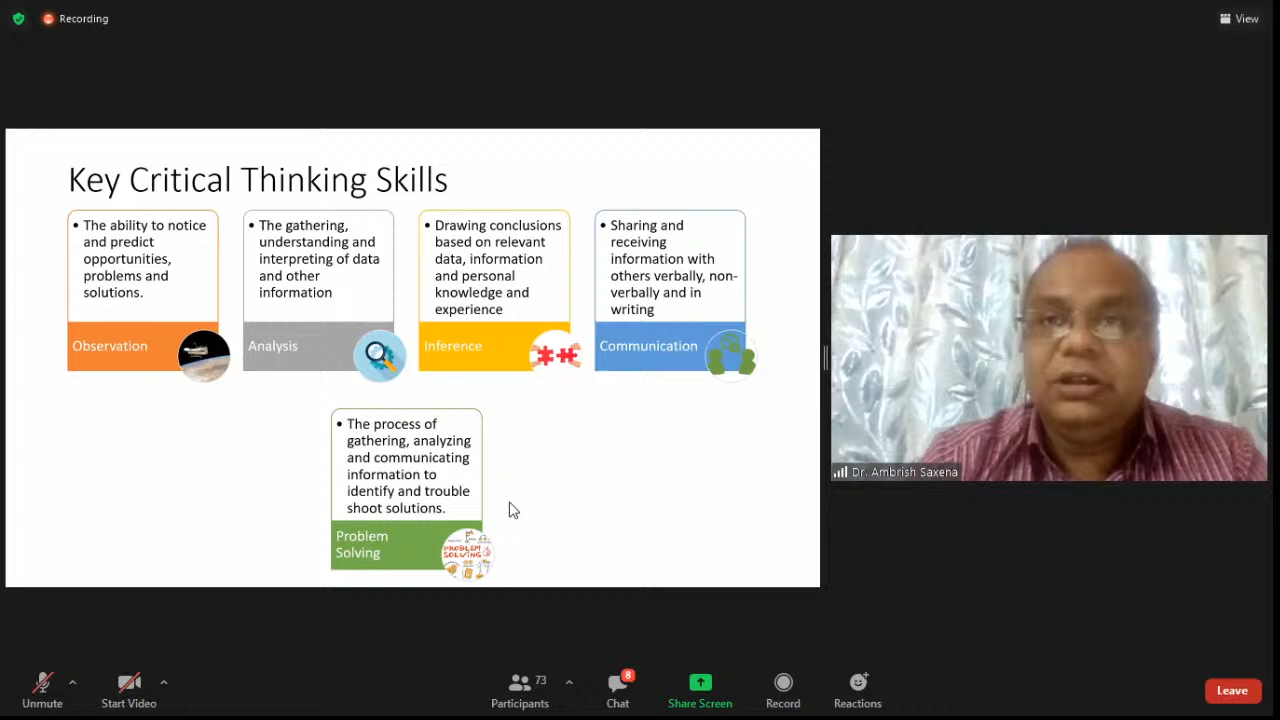 Recording
View
Key Critical Thinking Skills
• The ability to notice
and predict
opportunities,
problems and
solutions.
Observation
• The gathering,
understanding and
interpreting of data
and other
information
Analysis
• Drawing conclusions
based on relevant
data, information
and personal
knowledge and
experience
Inference
• Sharing and
receiving
information with
others verbally, non-
verbally and in
writing
Communication
• The process of
gathering, analyzing
and communicating
information to
identify and trouble
shoot solutions.
Problem
Solving
PROBLEM
SOLVING
Dr. Ambrish Saxena
Unmute
Start Video
73
Participants
8
Chat
Share Screen
Record
Reactions
Leave